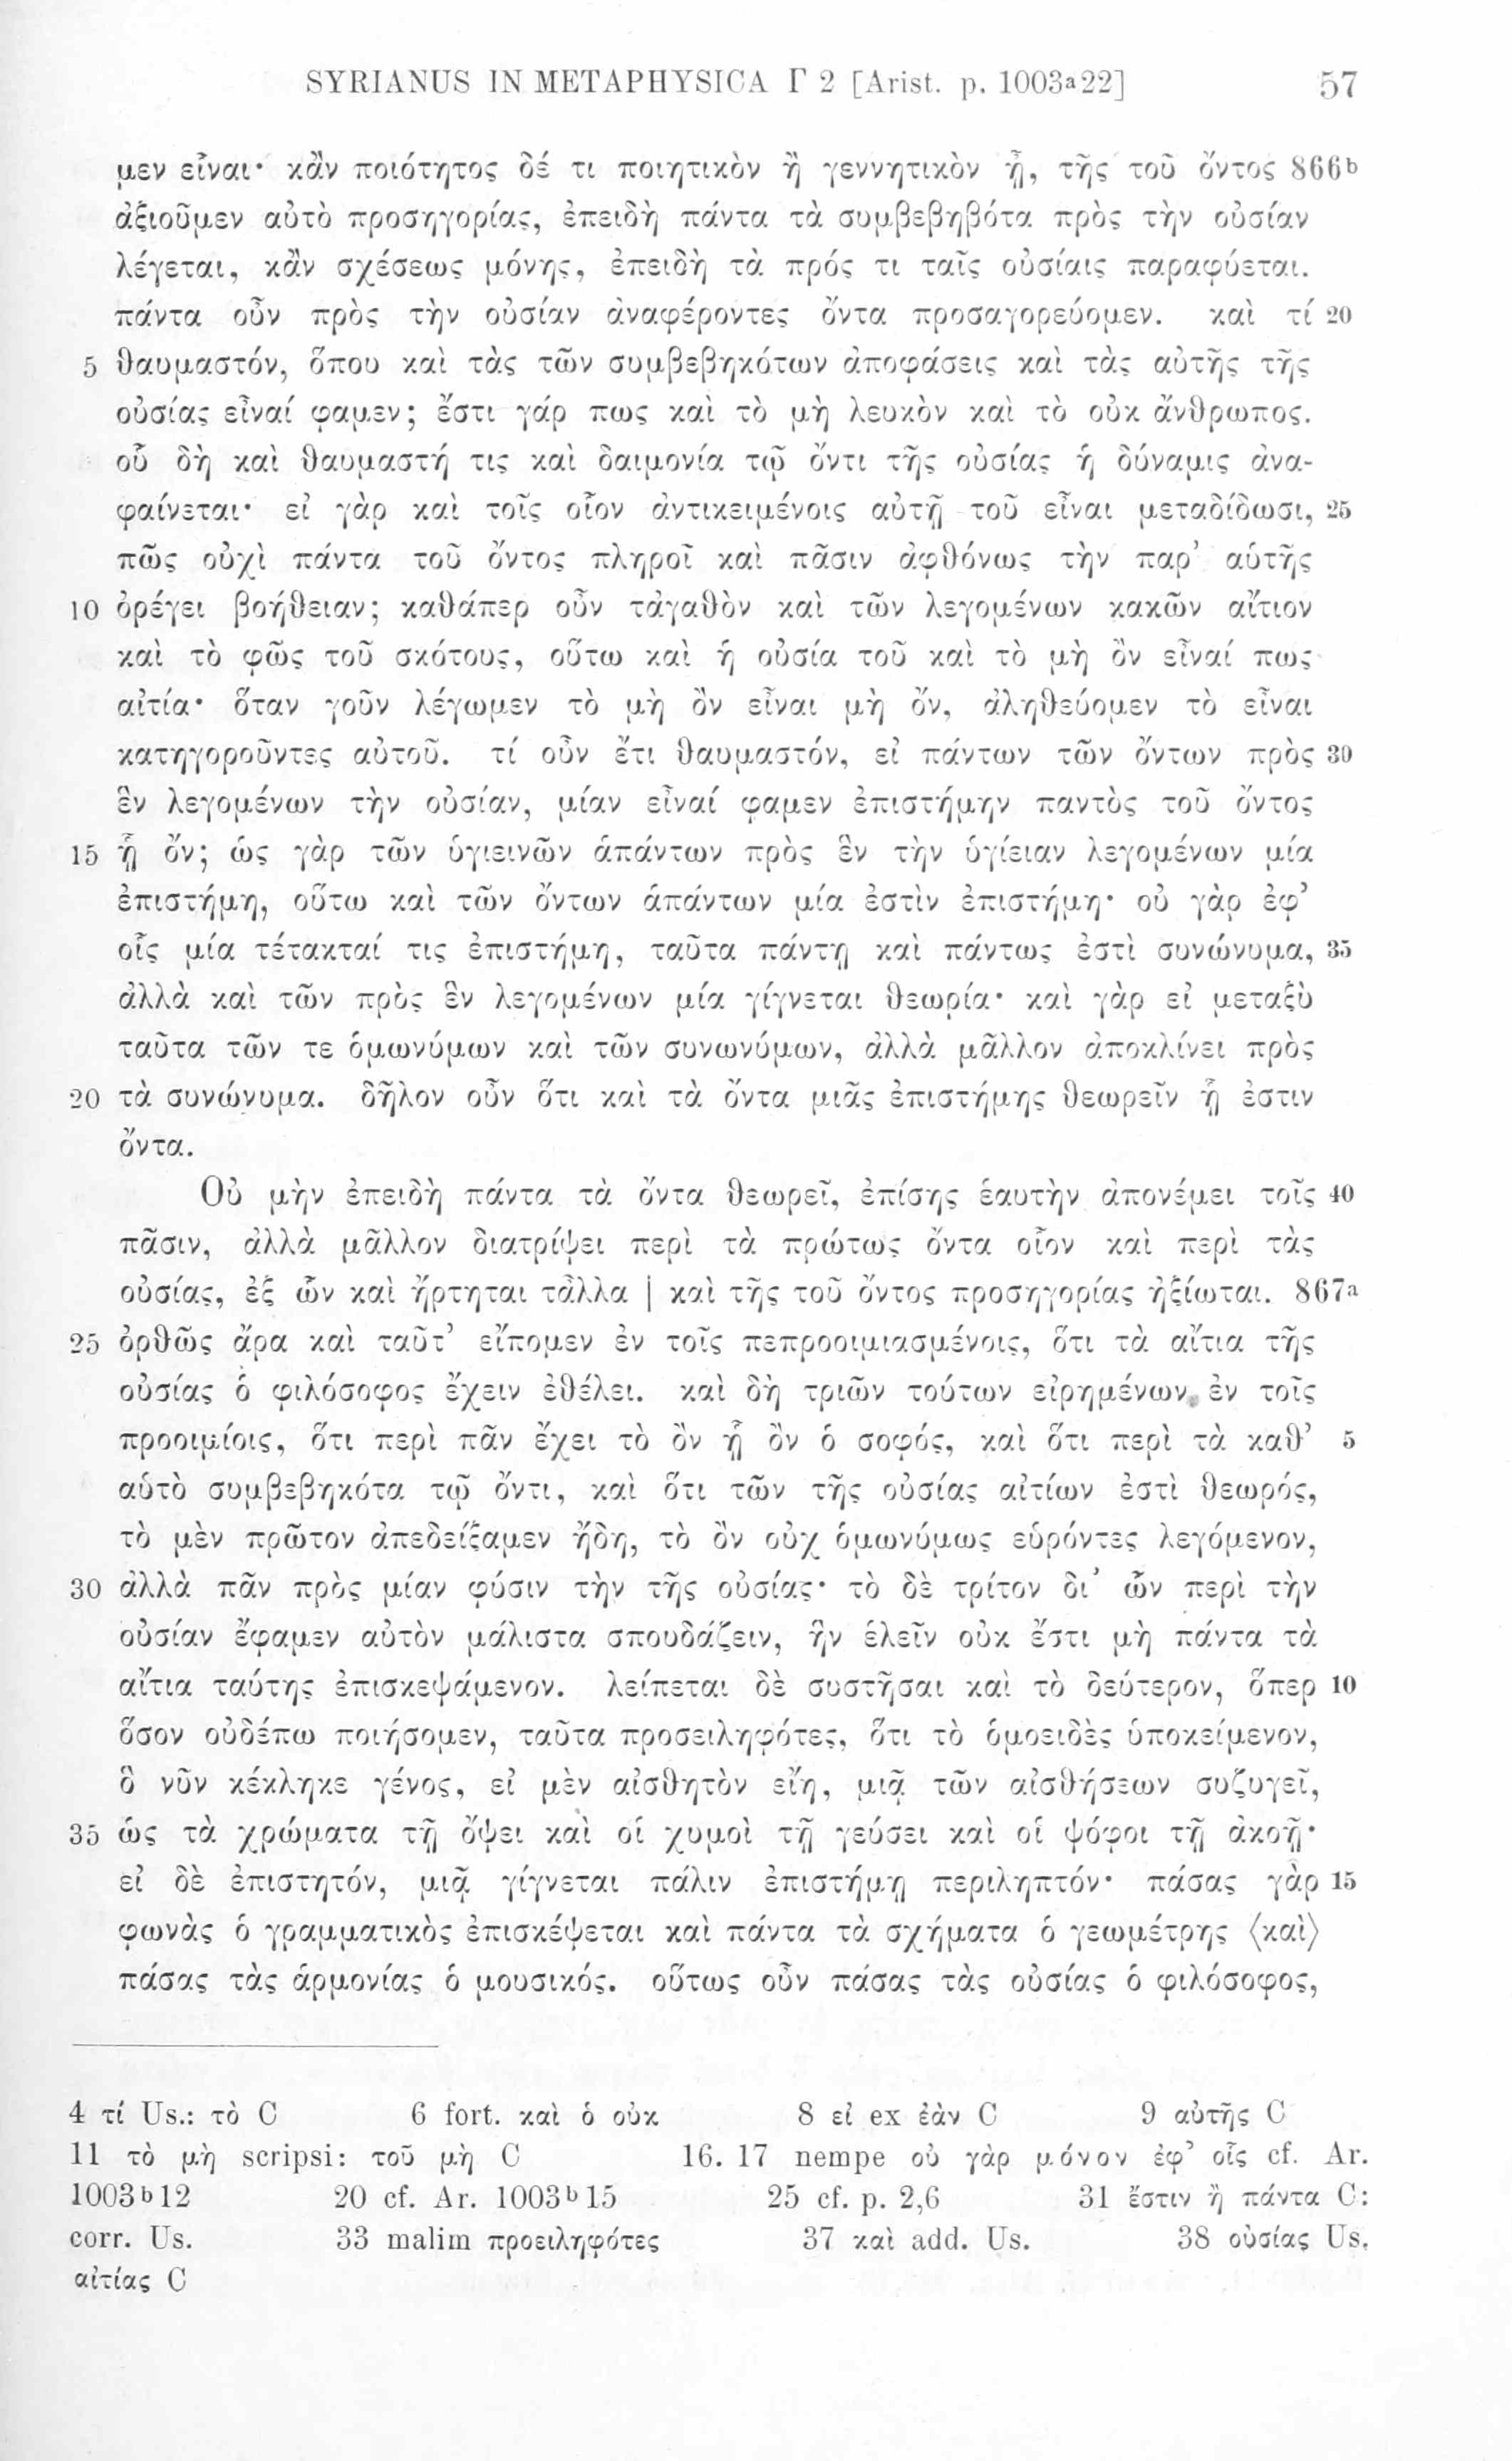 SYRIANUS IN METAPHYSICA Γ 2 [Arist. p. 1003a22] 57
μεν εἶναι· κἂν ποιότητος δέ τι ποιητικὸν ἢ γεννητικὸν ᾖ, τῆς τοῦ ὄντος 866b
ἀξιοῦμεν αὐτὸ προσηγορίας, ἐπειδὴ πάντα τὰ συμβεβηβότα πρὸς τὴν οὐσίαν
λέγεται, κἂν σχέσεως μόνης, ἐπειδὴ τὰ πρός τι ταῖς οὐσίαις παραφύεται.
πάντα οὖν πρὸς τὴν οὐσίαν ἀναφέροντες ὄντα προσαγορεύομεν. καὶ τί 20
5 θαυμαστόν, ὅπου καὶ τὰς τῶν συμβεβηκότων ἀποφάσεις καὶ τὰς αὐτῆς τῆς
οὐσίας εἶναί φαμεν; ἔστι γάρ πως καὶ τὸ μὴ λευκὸν καὶ τὸ οὐκ ἄνθρωπος.
οὗ δὴ καὶ θαυμαστή τις καὶ δαιμονία τῷ ὄντι τῆς οὐσίας ἡ δύναμις ἀνα-
φαίνεται· εἰ γὰρ καὶ τοῖς οἷον ἀντικειμένοις αὐτῇ τοῦ εἶναι μεταδίδωσι, 25
πῶς οὐχὶ πάντα τοῦ ὄντος πληροῖ καὶ πᾶσιν ἀφθόνως τὴν παρ’ αὑτῆς
10 ὀρέγει βοήθειαν; καθάπερ οὖν τἀγαθὸν καὶ τῶν λεγομένων κακῶν αἴτιον
καὶ τὸ φῶς τοῦ σκότους, οὕτω καὶ ἡ οὐσία τοῦ καὶ τὸ μὴ ὂν εἶναί πως
αἰτία· ὅταν γοῦν λέγωμεν τὸ μὴ ὂν εἶναι μὴ ὄν, ἀληθεύομεν τὸ εἶναι
κατηγοροῦντες αὐτοῦ. τί οὖν ἔτι θαυμαστόν, εἰ πάντων τῶν ὄντων πρὸς 30
ἓν λεγομένων τὴν οὐσίαν, μίαν εἶναί φαμεν ἐπιστήμην παντὸς τοῦ ὄντος
15 ᾗ ὄν; ὡς γὰρ τῶν ὑγιεινῶν ἁπάντων πρὸς ἓν τὴν ὑγίειαν λεγομένων μία
ἐπιστήμη, οὕτω καὶ τῶν ὄντων ἁπάντων μία ἐστὶν ἐπιστήμη· οὐ γὰρ ἐφ’
οἷς μία τέτακταί τις ἐπιστήμη, ταῦτα πάντῃ καὶ πάντως ἐστὶ συνώνυμα, 35
ἀλλὰ καὶ τῶν πρὸς ἓν λεγομένων μία γίγνεται θεωρία· καὶ γὰρ εἰ μεταξὺ
ταῦτα τῶν τε ὁμωνύμων καὶ τῶν συνωνύμων, ἀλλὰ μᾶλλον ἀποκλίνει πρὸς
20 τὰ συνώνυμα. δῆλον οὖν ὅτι καὶ τὰ ὄντα μιᾶς ἐπιστήμης θεωρεῖν ᾗ ἐστιν
ὄντα.
Οὐ μὴν ἐπειδὴ πάντα τὰ ὄντα θεωρεῖ, ἐπίσης ἑαυτὴν ἀπονέμει τοῖς 40
πᾶσιν, ἀλλὰ μᾶλλον διατρίψει περὶ τὰ πρώτως ὄντα οἷον καὶ περὶ τὰς
οὐσίας, ἐξ ὧν καὶ ἤρτηται τἆλλα | καὶ τῆς τοῦ ὄντος προσηγορίας ἠξίωται. 867a
25 ὀρθῶς ἄρα καὶ ταῦτ’ εἴπομεν ἐν τοῖς πεπροοιμιασμένοις, ὅτι τὰ αἴτια τῆς
οὐσίας ὁ φιλόσοφος ἔχειν ἐθέλει. καὶ δὴ τριῶν τούτων εἰρημένων ἐν τοῖς
προοιμίοις, ὅτι περὶ πᾶν ἔχει τὸ ὂν ᾗ ὂν ὁ σοφός, καὶ ὅτι περὶ τὰ καθ’ 5
αὑτὸ συμβεβηκότα τῷ ὄντι, καὶ ὅτι τῶν τῆς οὐσίας αἰτίων ἐστὶ θεωρός,
τὸ μὲν πρῶτον ἀπεδείξαμεν ἤδη, τὸ ὂν οὐχ ὁμωνύμως εὑρόντες λεγόμενον,
30 ἀλλὰ πᾶν πρὸς μίαν φύσιν τὴν τῆς οὐσίας· τὸ δὲ τρίτον δι’ ὧν περὶ τὴν
οὐσίαν ἔφαμεν αὐτὸν μάλιστα σπουδάζειν, ἣν ἑλεῖν οὐκ ἔστι μὴ πάντα τὰ
αἴτια ταύτης ἐπισκεψάμενον. λείπεται δὲ συστῆσαι καὶ τὸ δεύτερον, ὅπερ 10
ὅσον οὐδέπω ποιήσομεν, ταῦτα προσειληφότες, ὅτι τὸ ὁμοειδὲς ὑποκείμενον,
ὃ νῦν κέκληκε γένος, εἰ μὲν αἰσθητὸν εἴη, μιᾷ τῶν αἰσθήσεων συζυγεῖ,
35 ὡς τὰ χρώματα τῇ ὄψει καὶ οἱ χυμοὶ τῇ γεύσει καὶ οἱ ψόφοι τῇ ἀκοῇ·
εἰ δὲ ἐπιστητόν, μιᾷ γίγνεται πάλιν ἐπιστήμῃ περιληπτόν· πάσας γὰρ 15
φωνὰς ὁ γραμματικὸς ἐπισκέψεται καὶ πάντα τὰ σχήματα ὁ γεωμέτρης ⟨καὶ⟩
πάσας τὰς ἁρμονίας ὁ μουσικός. οὕτως οὖν πάσας τὰς οὐσίας ὁ φιλόσοφος,
4 τί Us.: τὸ C 6 fort. καὶ ὁ οὐκ 8 εἰ ex ἐὰν C 9 αὐτῆς C
11 τὸ μὴ scripsi: τοῦ μὴ C 16. 17 nempe οὐ γὰρ μόνον ἐφ’ οἷς cf. Ar.
1003b12 20 cf. Ar. 1003b15 25 cf. p. 2,6 31 ἔστιν ἢ πάντα C:
corr. Us. 33 malim προειληφότες 37 καὶ add. Us. 38 οὐσίας Us.
αἰτίας C